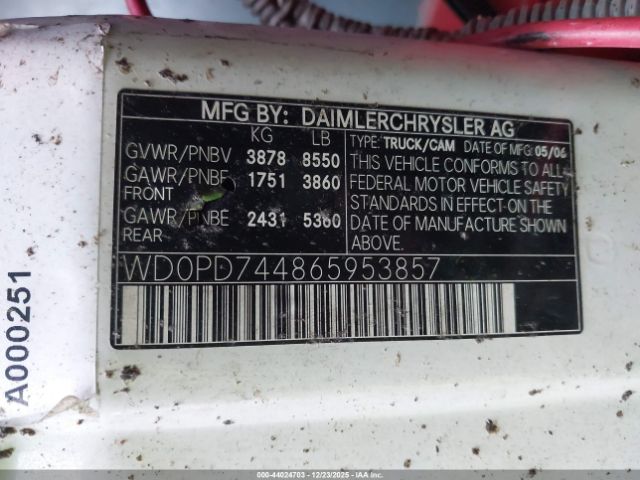 MFG BY: DAIMLERCHRYSLER AG
KG LB
GVWR/PNBV 3878 8550
GAWR/PNBE 1751 3860
FRONT
GAWR/PNBE 2431 5360
REAR
TYPE: TRUCK/CAM DATE OF MFG: 05/06
THIS VEHICLE CONFORMS TO ALL
FEDERAL MOTOR VEHICLE SAFETY
STANDARDS IN EFFECT ON THE
DATE OF MANUFACTURE SHOWN
ABOVE.
WD0PD744865953857
A000251
000-44024703 - 12/23/2025 - IAAI.COM